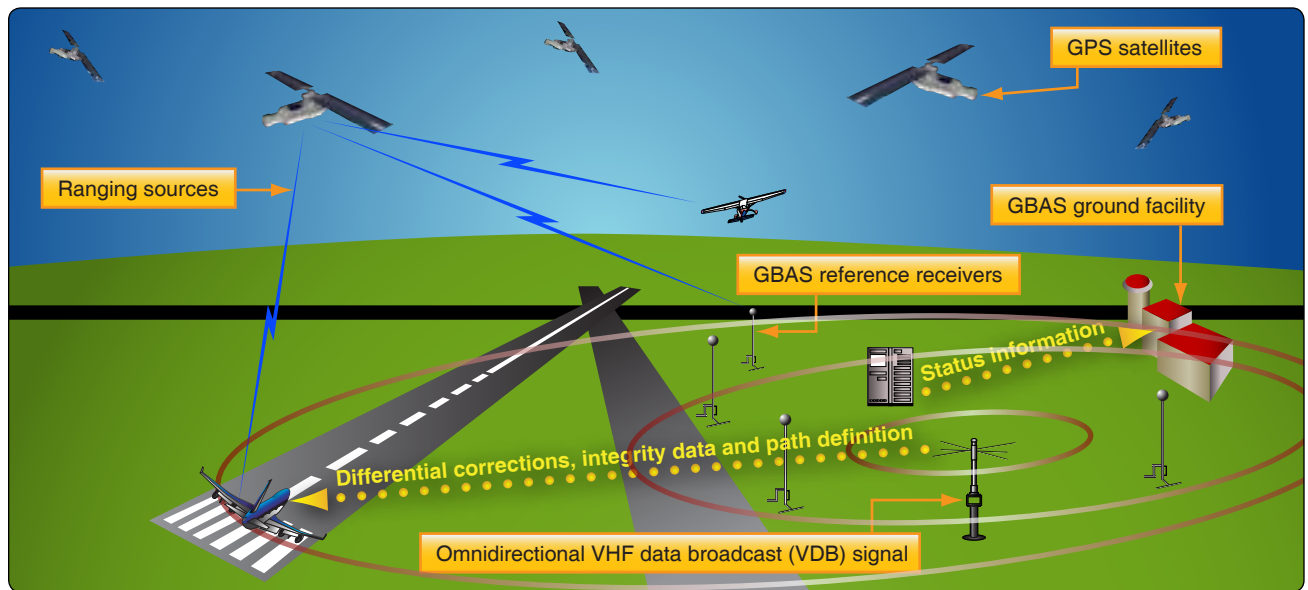 GPS satellites
Ranging sources
GBAS ground facility
GBAS reference receivers
Status information
Differential corrections, integrity data and path definition
Omnidirectional VHF data broadcast (VDB) signal